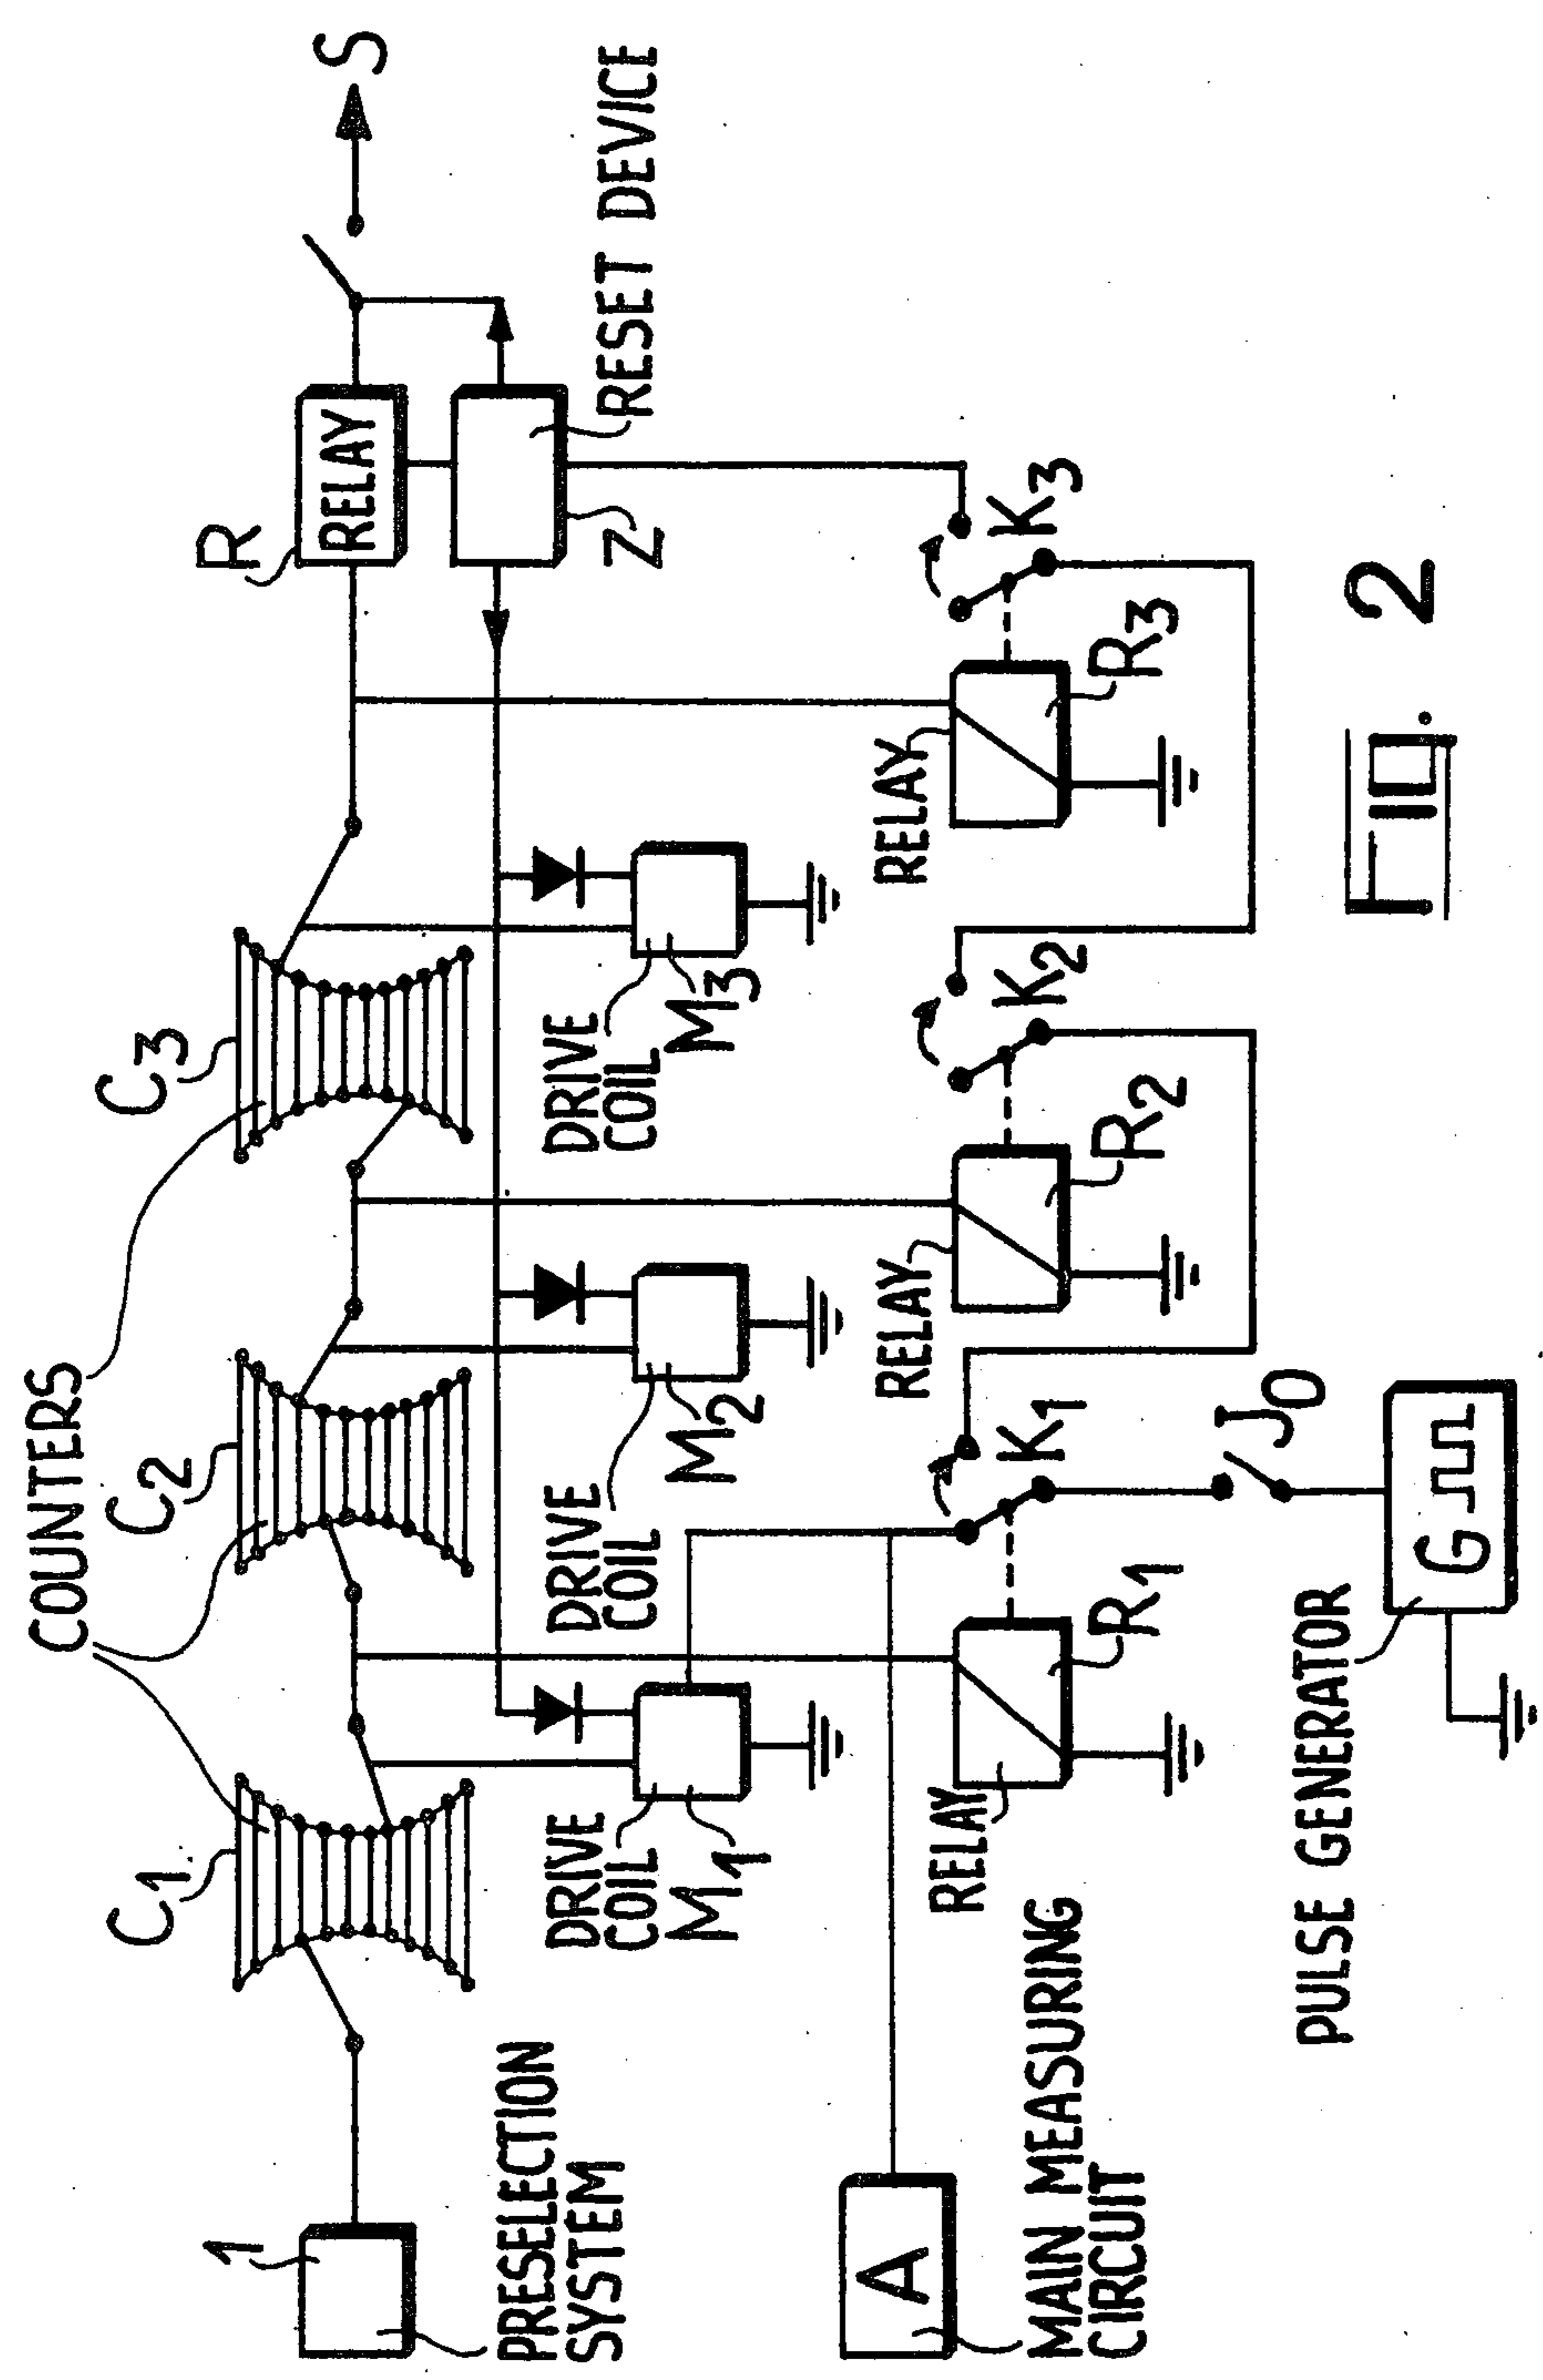 COUNTERS
C1
C2
C3
R
RELAY
S
1
PRESELECTION
SYSTEM
DRIVE
COIL
M1
DRIVE
COIL
M2
DRIVE
COIL
M3
Z
RESET DEVICE
A
MAIN MEASURING
CIRCUIT
RELAY
R1
K1
RELAY
R2
K2
RELAY
R3
K3
J0
G
PULSE GENERATOR
FIG. 2